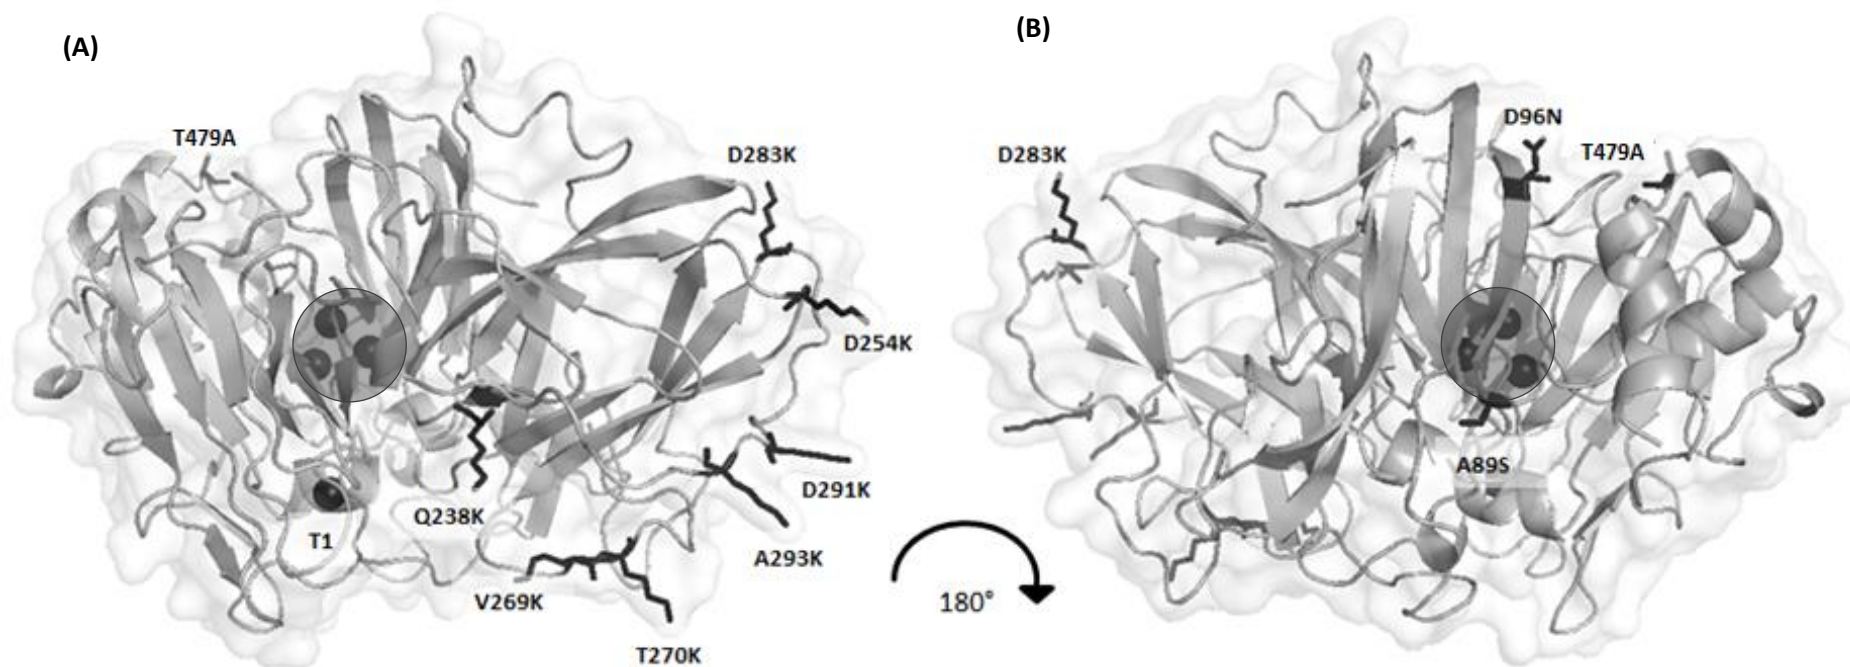 (A)
T479A
D283K
D254K
D291K
Q238K
T1
A293K
V269K
T270K
180°
(B)
D96N
T479A
D283K
A89S